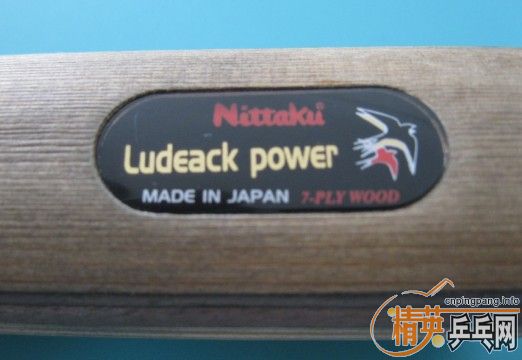 Nittaku
Ludeack power
MADE IN JAPAN 7-PLY WOOD
cnpingpang.info
精英乒乓网